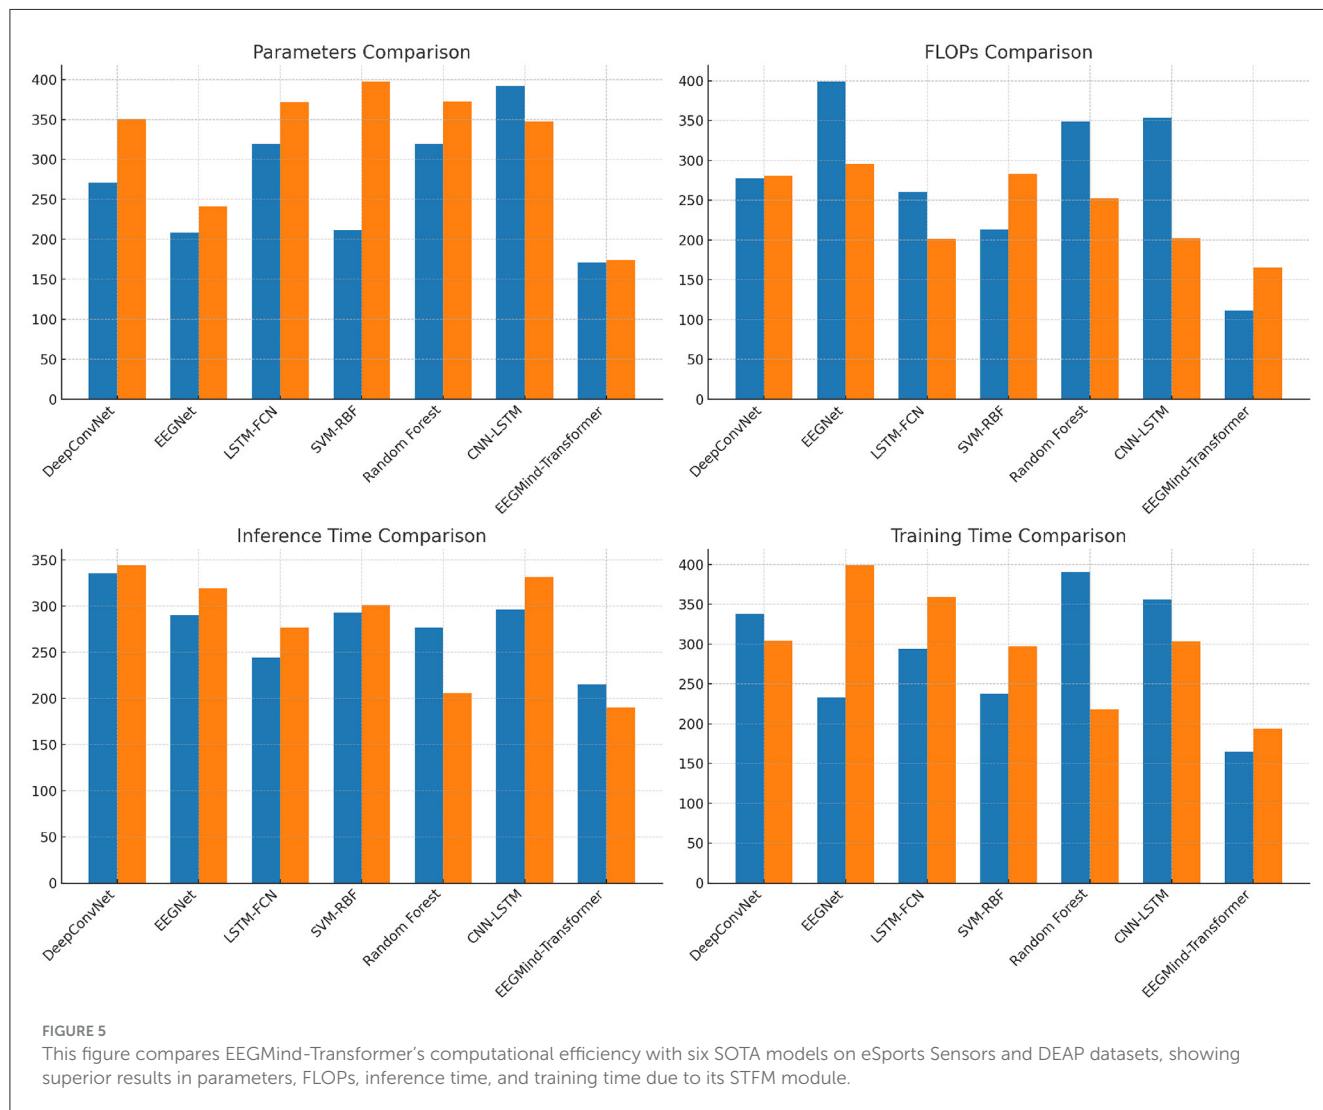 Parameters Comparison
400
350
300
250
200
150
100
50
0
DeepConvNet
EEGNet
LSTM-FCN
SVM-RBF
Random Forest
CNN-LSTM
EEGMind-Transformer
FLOPs Comparison
400
350
300
250
200
150
100
50
0
DeepConvNet
EEGNet
LSTM-FCN
SVM-RBF
Random Forest
CNN-LSTM
EEGMind-Transformer
Inference Time Comparison
350
300
250
200
150
100
50
0
DeepConvNet
EEGNet
LSTM-FCN
SVM-RBF
Random Forest
CNN-LSTM
EEGMind-Transformer
Training Time Comparison
400
350
300
250
200
150
100
50
0
DeepConvNet
EEGNet
LSTM-FCN
SVM-RBF
Random Forest
CNN-LSTM
EEGMind-Transformer
FIGURE 5
This figure compares EEGMind-Transformer's computational efficiency with six SOTA models on eSports Sensors and DEAP datasets, showing
superior results in parameters, FLOPs, inference time, and training time due to its STFM module.